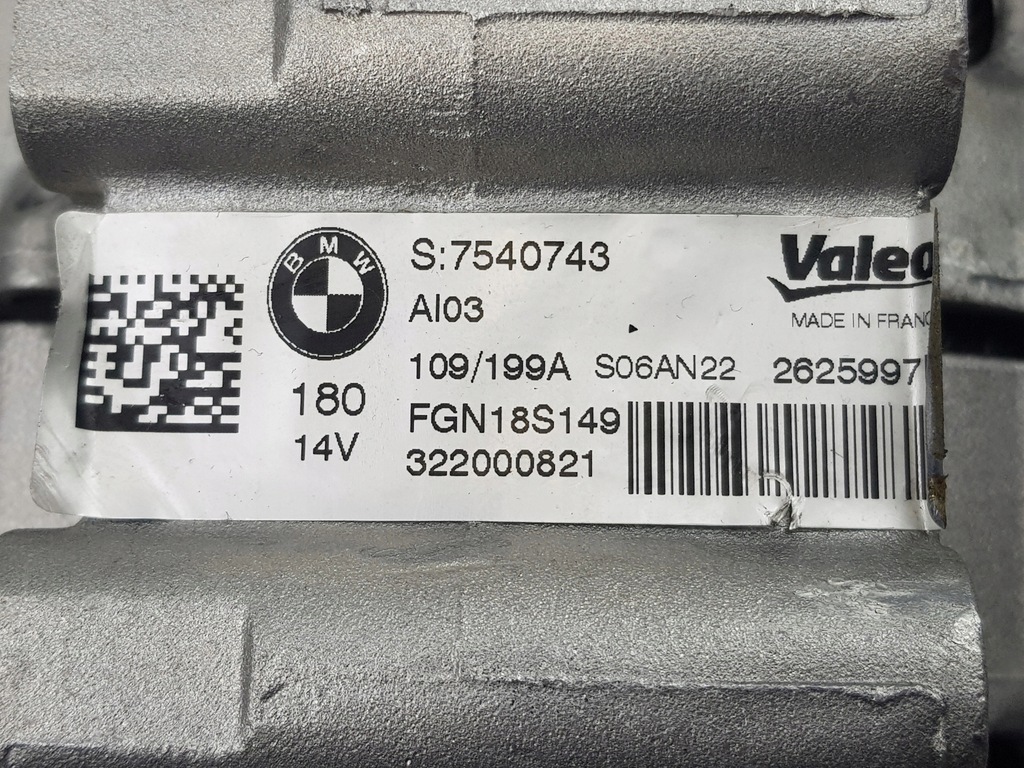 BMW
S:7540743
AI03
109/199A S06AN22 2625997
180
14V
FGN18S149
322000821
Valeo
MADE IN FRANC